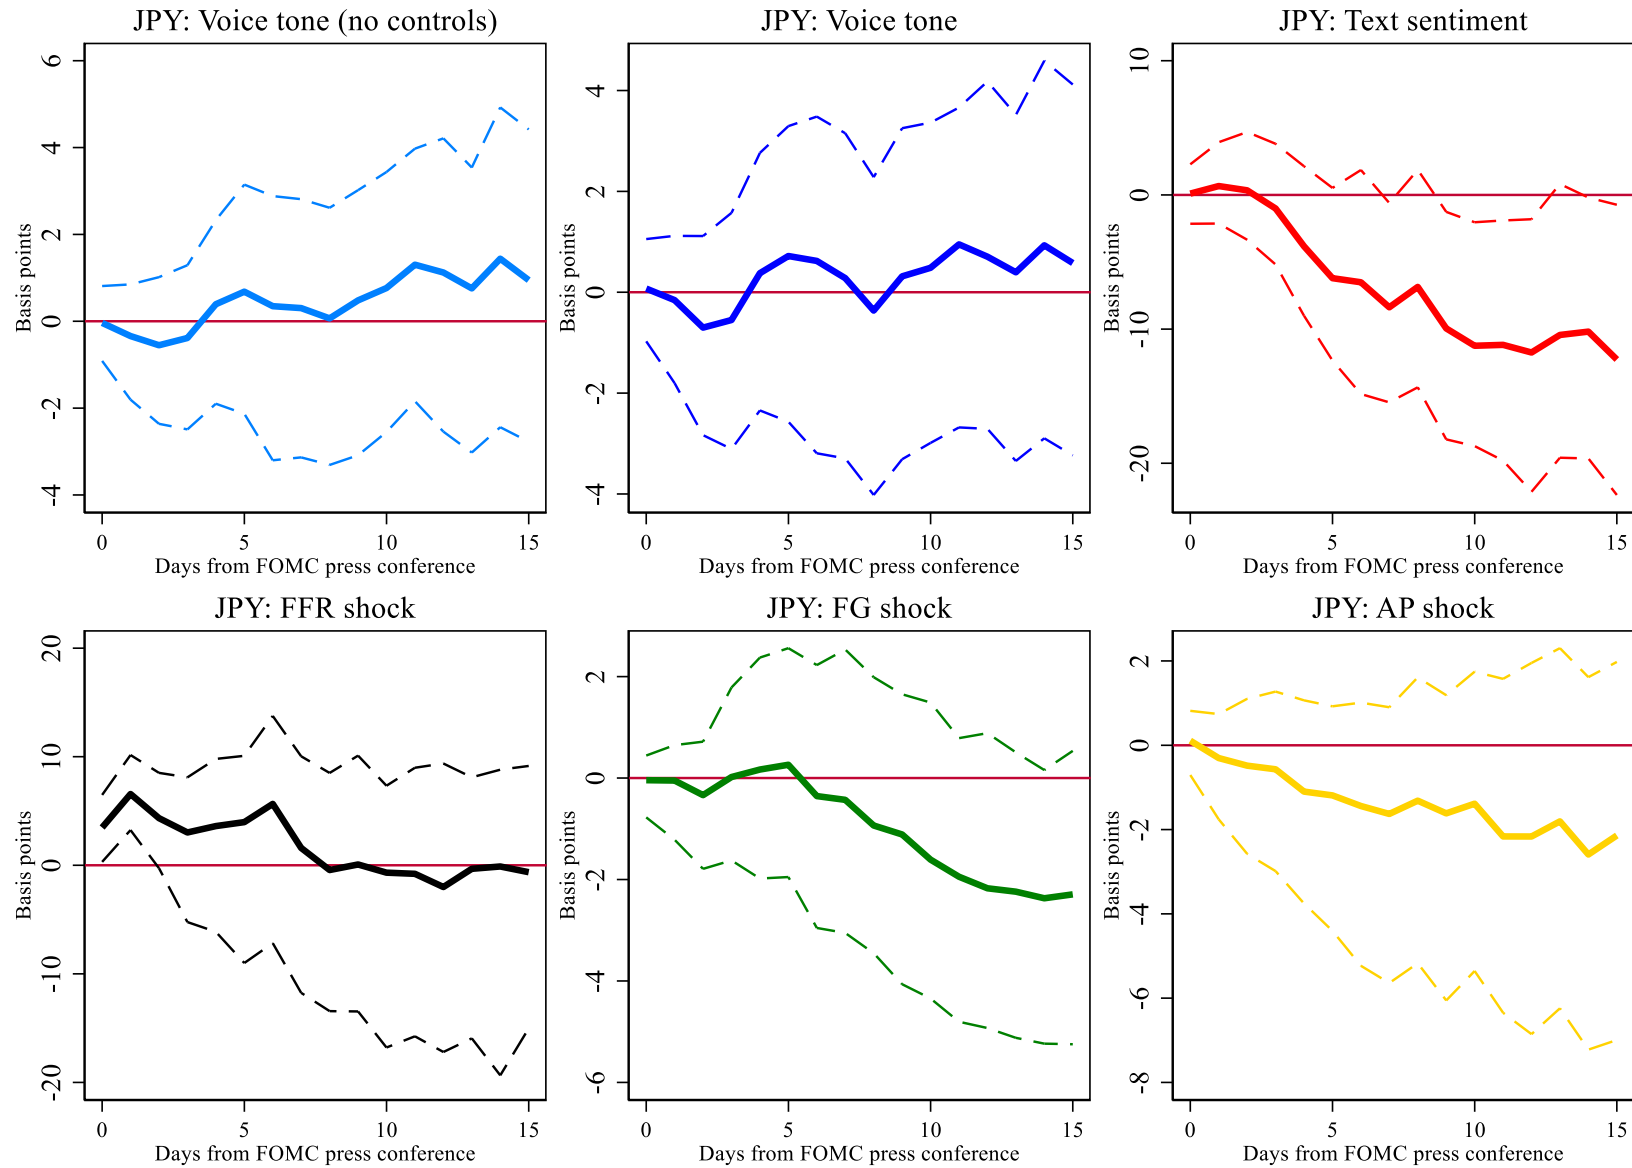 JPY: Voice tone (no controls)
Basis points
6
4
2
0
-2
-4
0 5 10 15
Days from FOMC press conference
JPY: Voice tone
Basis points
4
2
0
-2
-4
0 5 10 15
Days from FOMC press conference
JPY: Text sentiment
Basis points
10
0
-10
-20
0 5 10 15
Days from FOMC press conference
JPY: FFR shock
Basis points
20
10
0
-10
-20
0 5 10 15
Days from FOMC press conference
JPY: FG shock
Basis points
2
0
-2
-4
-6
0 5 10 15
Days from FOMC press conference
JPY: AP shock
Basis points
2
0
-2
-4
-6
-8
0 5 10 15
Days from FOMC press conference